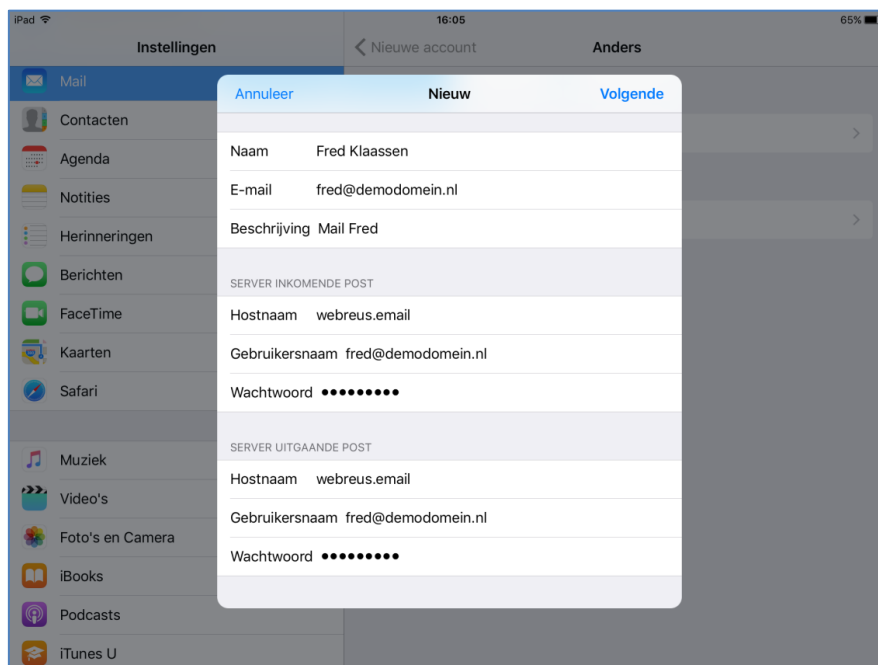 iPad 16:05 65%
Instellingen
Nieuwe account Anders
Mail
Contacten
Agenda
Notities
Herinneringen
Berichten
FaceTime
Kaarten
Safari
Muziek
Video's
Foto's en Camera
iBooks
Podcasts
iTunes U
Annuleer Nieuw Volgende
Naam Fred Klaassen
E-mail fred@demodomein.nl
Beschrijving Mail Fred
SERVER INKOMENDE POST
Hostnaam webreus.email
Gebruikersnaam fred@demodomein.nl
Wachtwoord •••••••••
SERVER UITGAANDE POST
Hostnaam webreus.email
Gebruikersnaam fred@demodomein.nl
Wachtwoord •••••••••